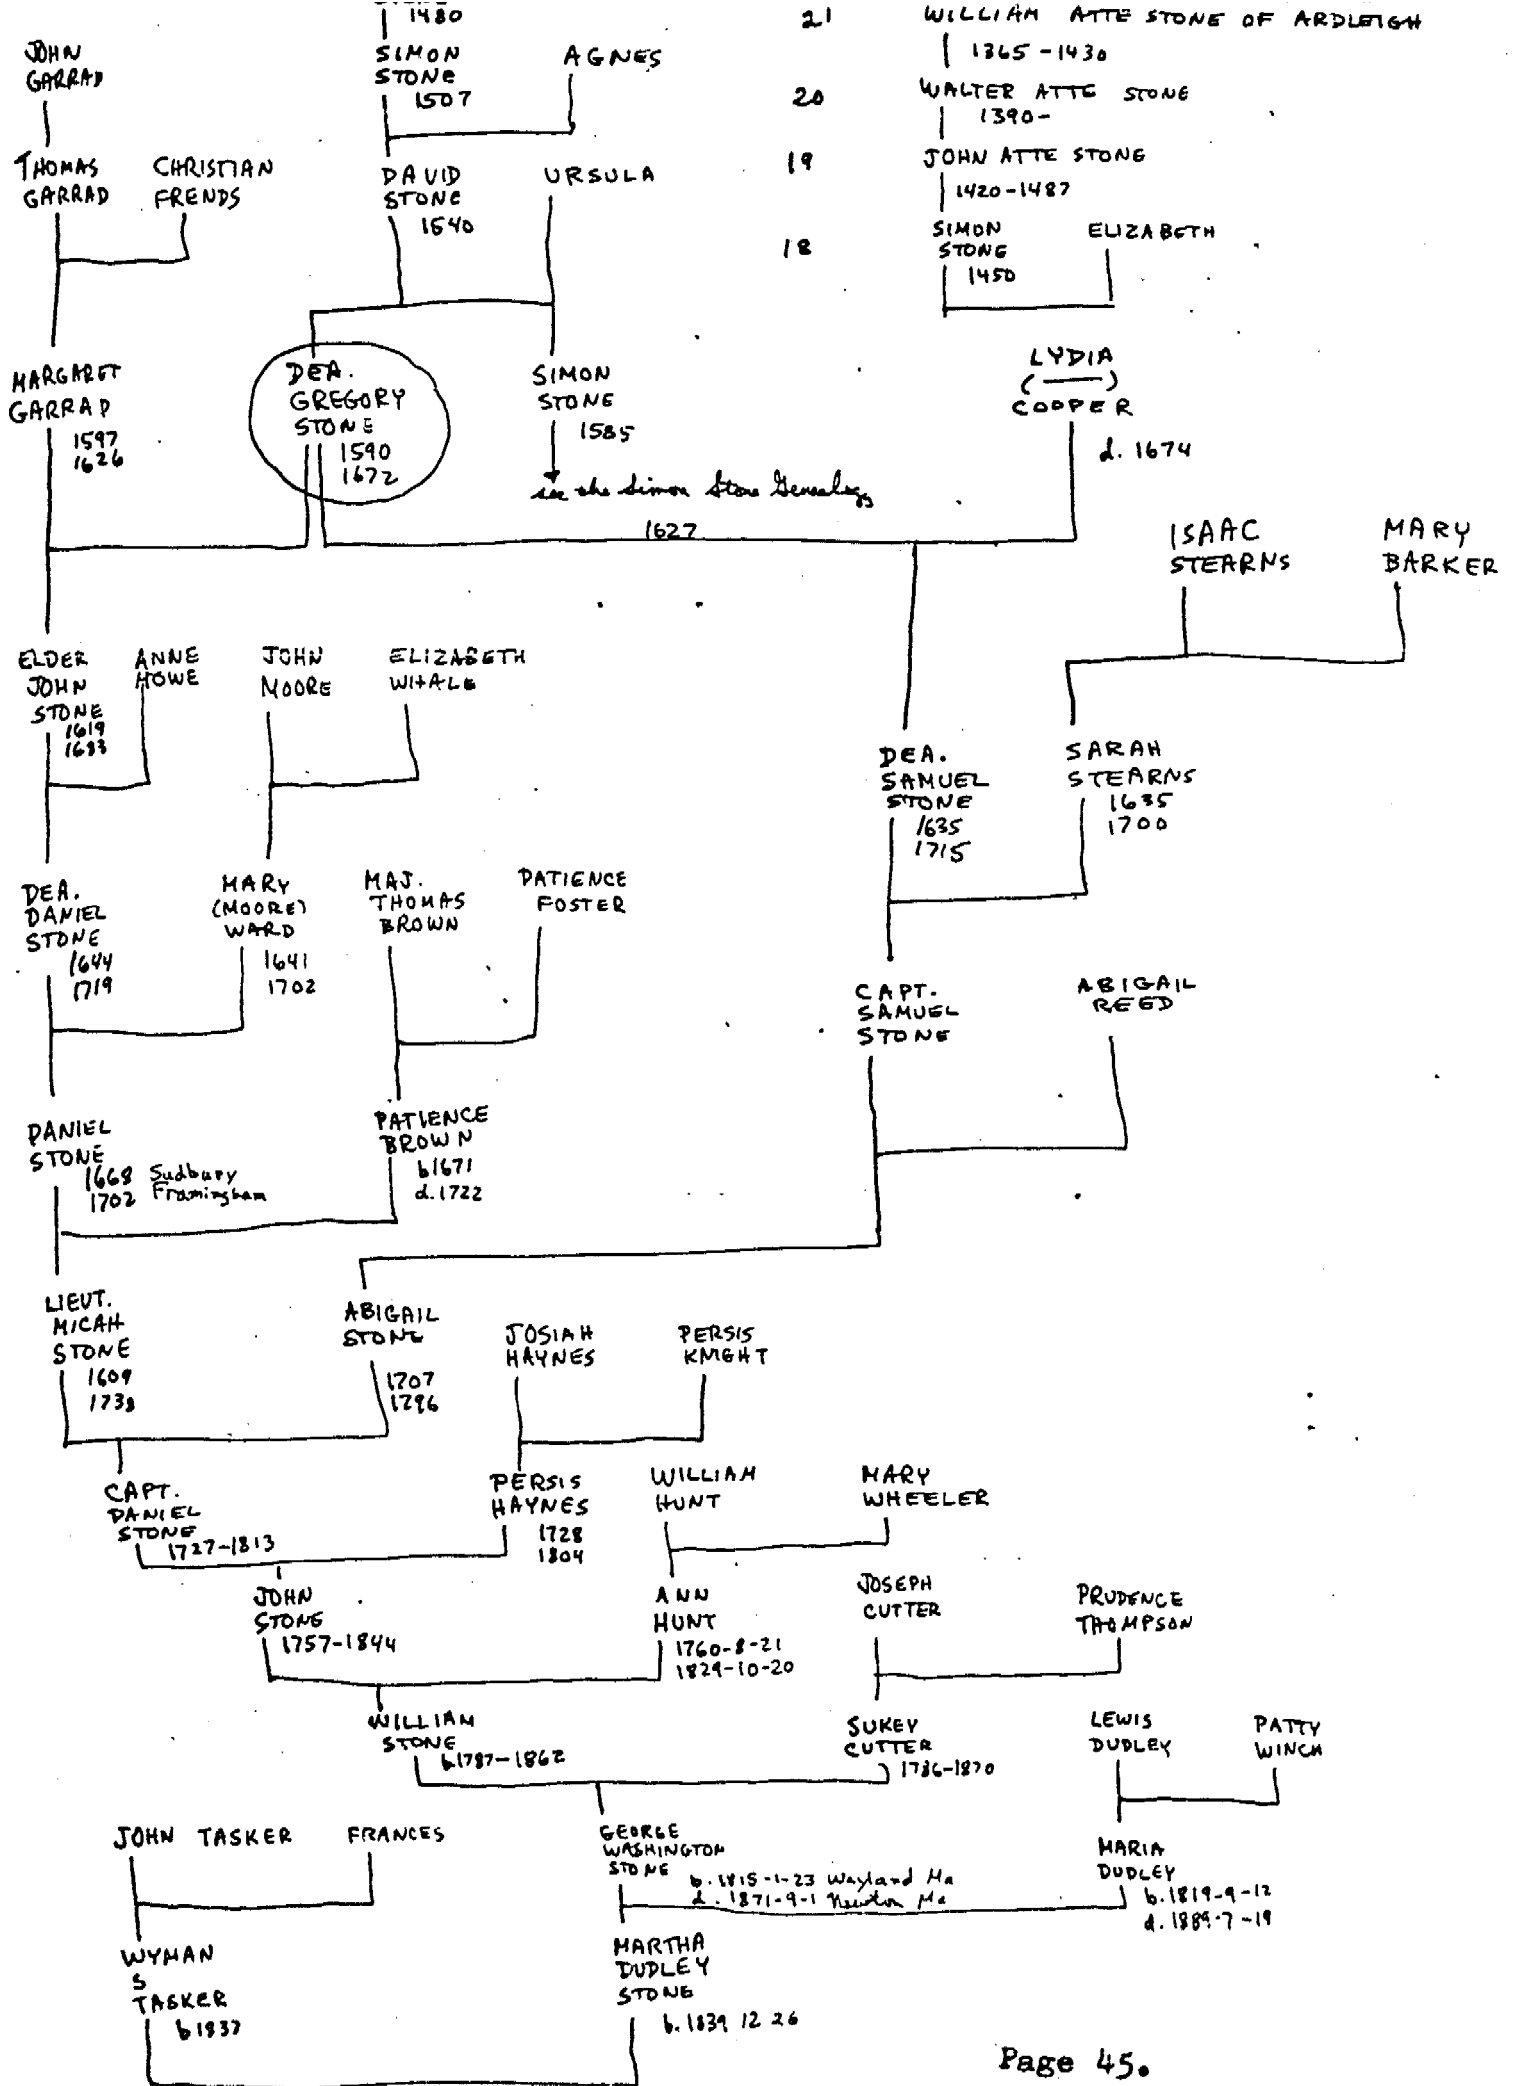 1480
21 WILLIAM ATTE STONE OF ARDLEIGH
1365-1430
JOHN
GARRAD
SIMON
STONE
1507
AGNES
20 WALTER ATTE STONE
1390-
THOMAS
GARRAD
CHRISTIAN
FRENDS
DAVID
STONE
1540
URSULA
19 JOHN ATTE STONE
1420-1487
18 SIMON
STONE
1450
ELIZABETH
MARGARET
GARRAD
1597
1626
DEA.
GREGORY
STONE
1590
1672
SIMON
STONE
1585
see the Simon Stone Genealogy
LYDIA
(——)
COOPER
d. 1674
1627
ISAAC
STEARNS
MARY
BARKER
ELDER
JOHN
STONE
1619
1683
ANNE
HOWE
JOHN
MOORE
ELIZABETH
WHALE
DEA.
SAMUEL
STONE
1635
1715
SARAH
STEARNS
1635
1700
DEA.
DANIEL
STONE
1644
1719
MARY
(MOORE)
WARD
1641
1702
MAJ.
THOMAS
BROWN
PATIENCE
FOSTER
CAPT.
SAMUEL
STONE
ABIGAIL
REED
DANIEL
STONE
1668 Sudbury
1702 Framingham
PATIENCE
BROWN
b1671
d.1722
LIEUT.
MICAH
STONE
1609
1738
ABIGAIL
STONE
1707
1796
JOSIAH
HAYNES
PERSIS
KNIGHT
CAPT.
DANIEL
STONE
1727-1813
PERSIS
HAYNES
1728
1804
WILLIAM
HUNT
MARY
WHEELER
JOHN
STONE
1757-1844
ANN
HUNT
1760-8-21
1829-10-20
JOSEPH
CUTTER
PRUDENCE
THOMPSON
WILLIAM
STONE
b.1787-1862
SUKEY
CUTTER
1786-1870
LEWIS
DUDLEY
PATTY
WINCH
JOHN TASKER
FRANCES
GEORGE
WASHINGTON
STONE
b. 1815-1-23 Wayland Ma
d. 1871-9-1 Newton Ma
MARIA
DUDLEY
b.1819-9-12
d.1889-7-19
WYMAN
S
TASKER
b1837
MARTHA
DUDLEY
STONE
b. 1839 12 26
Page 45.